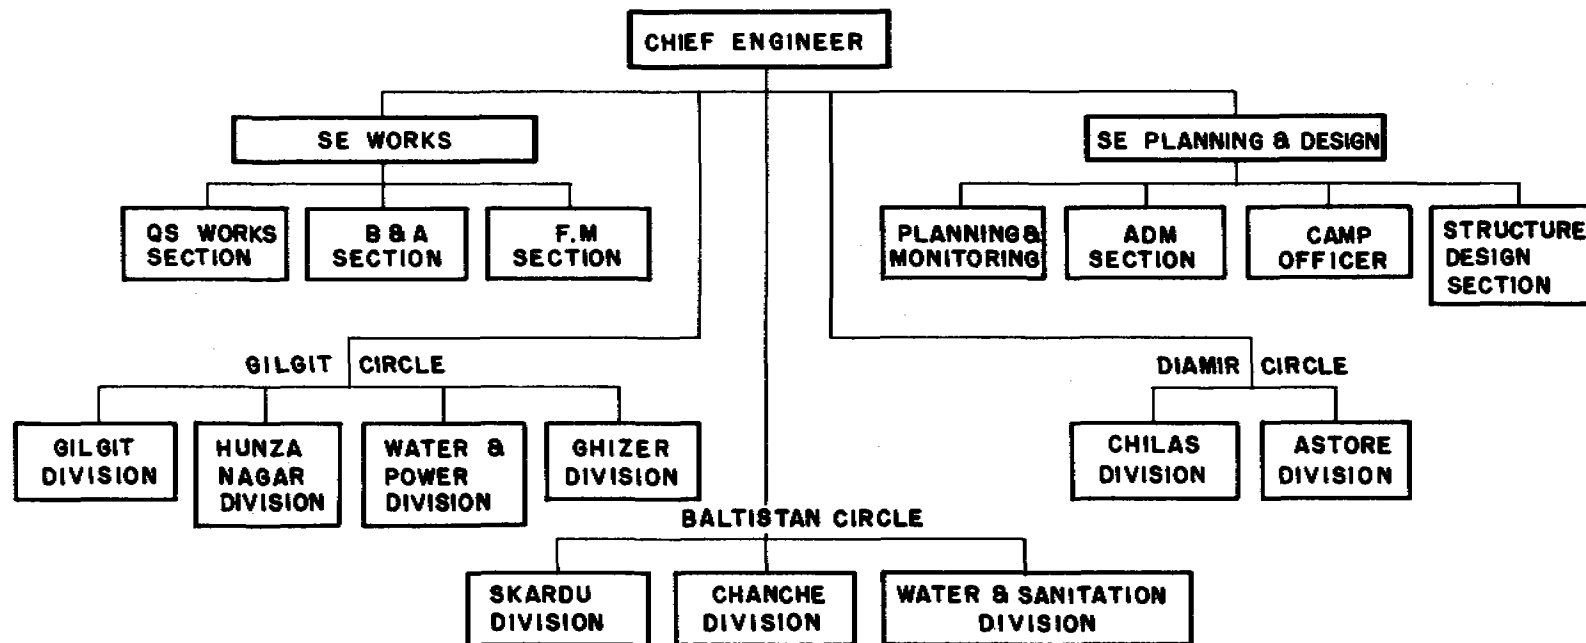 CHIEF ENGINEER
SE WORKS
SE PLANNING & DESIGN
QS WORKS
SECTION
B & A
SECTION
F.M
SECTION
PLANNING &
MONITORING
ADM
SECTION
CAMP
OFFICER
STRUCTURE
DESIGN
SECTION
GILGIT CIRCLE
DIAMIR CIRCLE
GILGIT
DIVISION
HUNZA
NAGAR
DIVISION
WATER &
POWER
DIVISION
GHIZER
DIVISION
CHILAS
DIVISION
ASTORE
DIVISION
BALTISTAN CIRCLE
SKARDU
DIVISION
CHANCHE
DIVISION
WATER & SANITATION
DIVISION